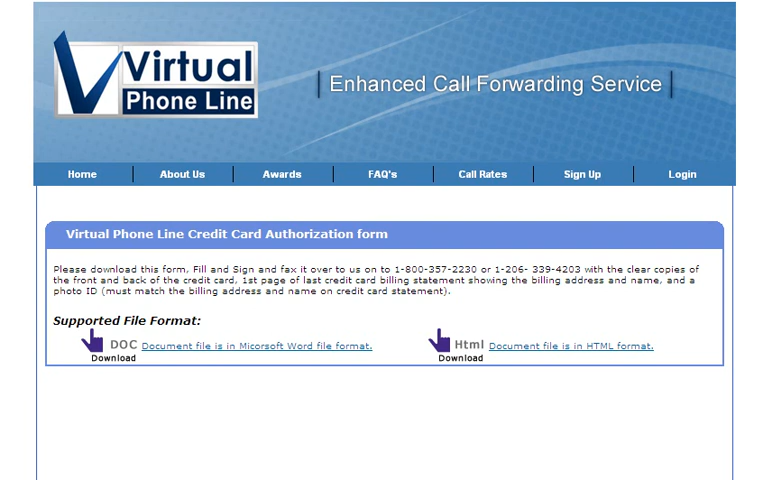 Virtual
Phone Line
| Enhanced Call Forwarding Service |
Home About Us Awards FAQ's Call Rates Sign Up Login
Virtual Phone Line Credit Card Authorization form
Please download this form, Fill and Sign and fax it over to us on to 1-800-357-2230 or 1-206- 339-4203 with the clear copies of
the front and back of the credit card, 1st page of last credit card billing statement showing the billing address and name, and a
photo ID (must match the billing address and name on credit card statement).
Supported File Format:
DOC Document file is in Micorsoft Word file format. Html Document file is in HTML format.
Download Download